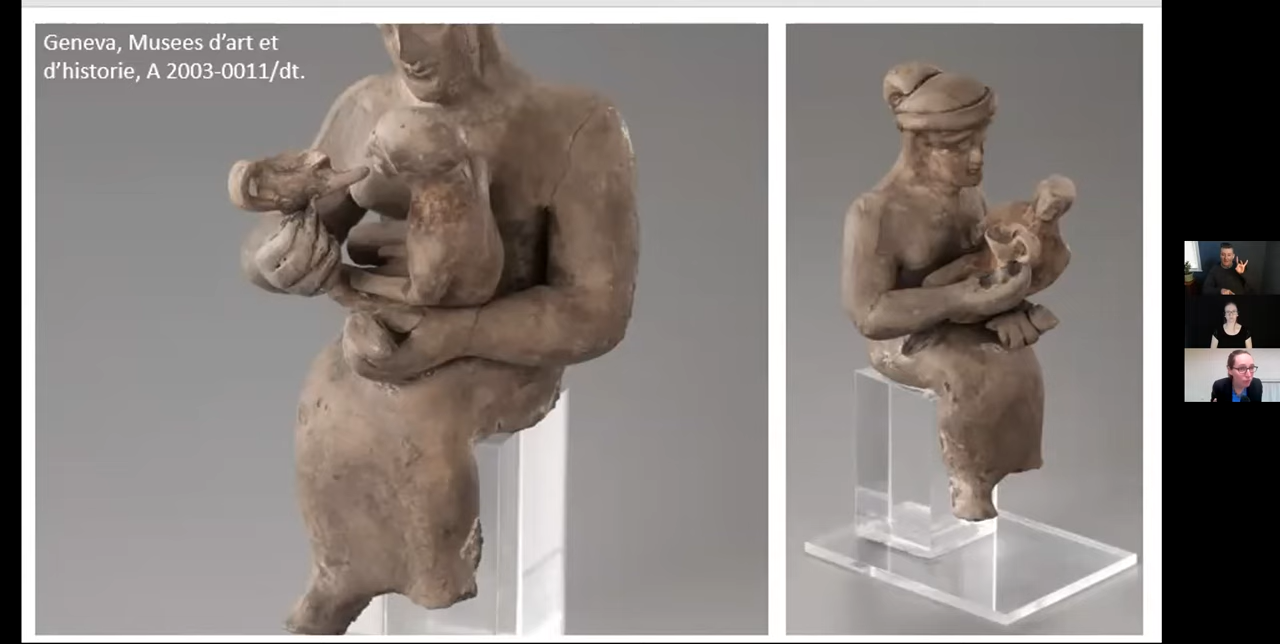 Geneva, Musees d'art et
d'historie, A 2003-0011/dt.